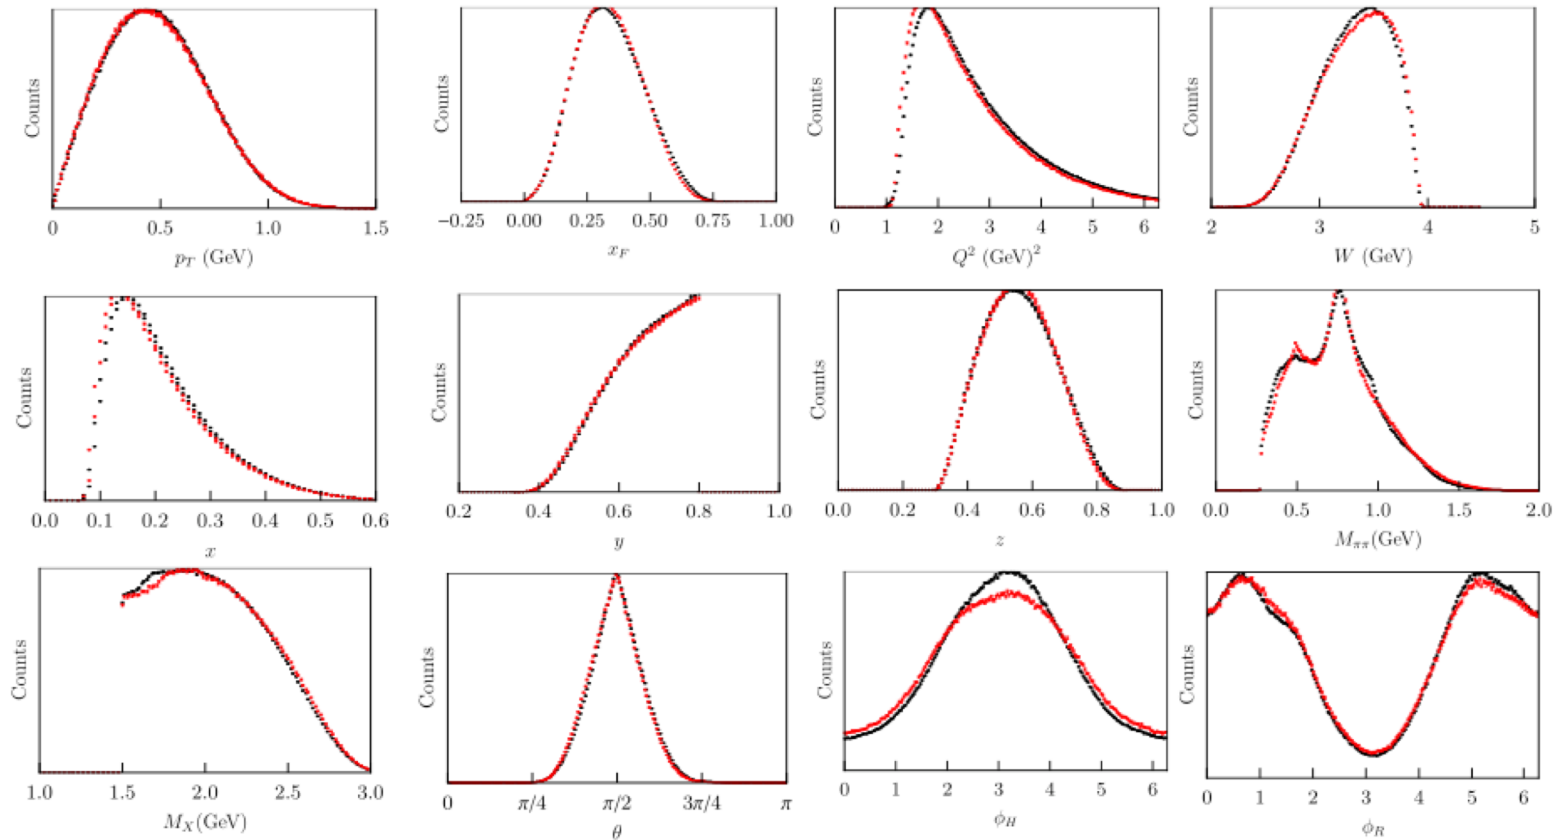 Counts
0 0.5 1.0 1.5
p_T (GeV)
Counts
−0.25 0.00 0.25 0.50 0.75 1.00
x_F
Counts
0 1 2 3 4 5 6
Q² (GeV)²
Counts
2 3 4 5
W (GeV)
Counts
0.0 0.1 0.2 0.3 0.4 0.5 0.6
x
Counts
0.2 0.4 0.6 0.8 1.0
y
Counts
0.0 0.2 0.4 0.6 0.8 1.0
z
Counts
0.0 0.5 1.0 1.5 2.0
M_ππ(GeV)
Counts
1.0 1.5 2.0 2.5 3.0
M_X(GeV)
Counts
0 π/4 π/2 3π/4 π
θ
Counts
0 1 2 3 4 5 6
ϕ_H
Counts
0 1 2 3 4 5 6
ϕ_R